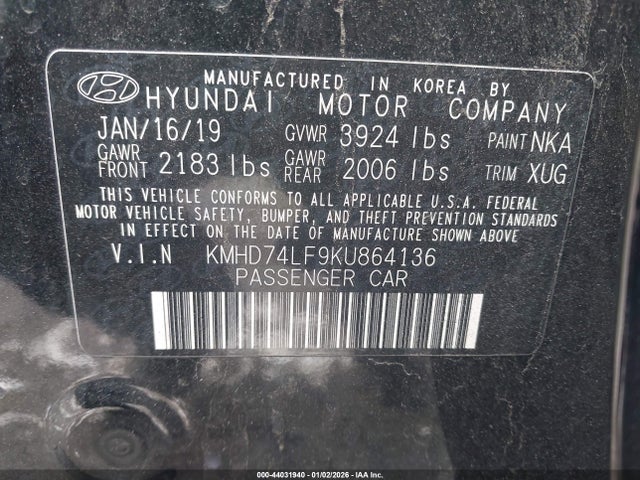 MANUFACTURED IN KOREA BY
HYUNDAI MOTOR COMPANY
JAN/16/19 GVWR 3924 lbs PAINT NKA
GAWR FRONT 2183 lbs GAWR REAR 2006 lbs TRIM XUG
THIS VEHICLE CONFORMS TO ALL APPLICABLE U.S.A. FEDERAL
MOTOR VEHICLE SAFETY, BUMPER, AND THEFT PREVENTION STANDARDS
IN EFFECT ON THE DATE OF MANUFACTURE SHOWN ABOVE.
V.I.N KMHD74LF9KU864136
PASSENGER CAR
000-44031940 - 01/02/2026 - IAA Inc.